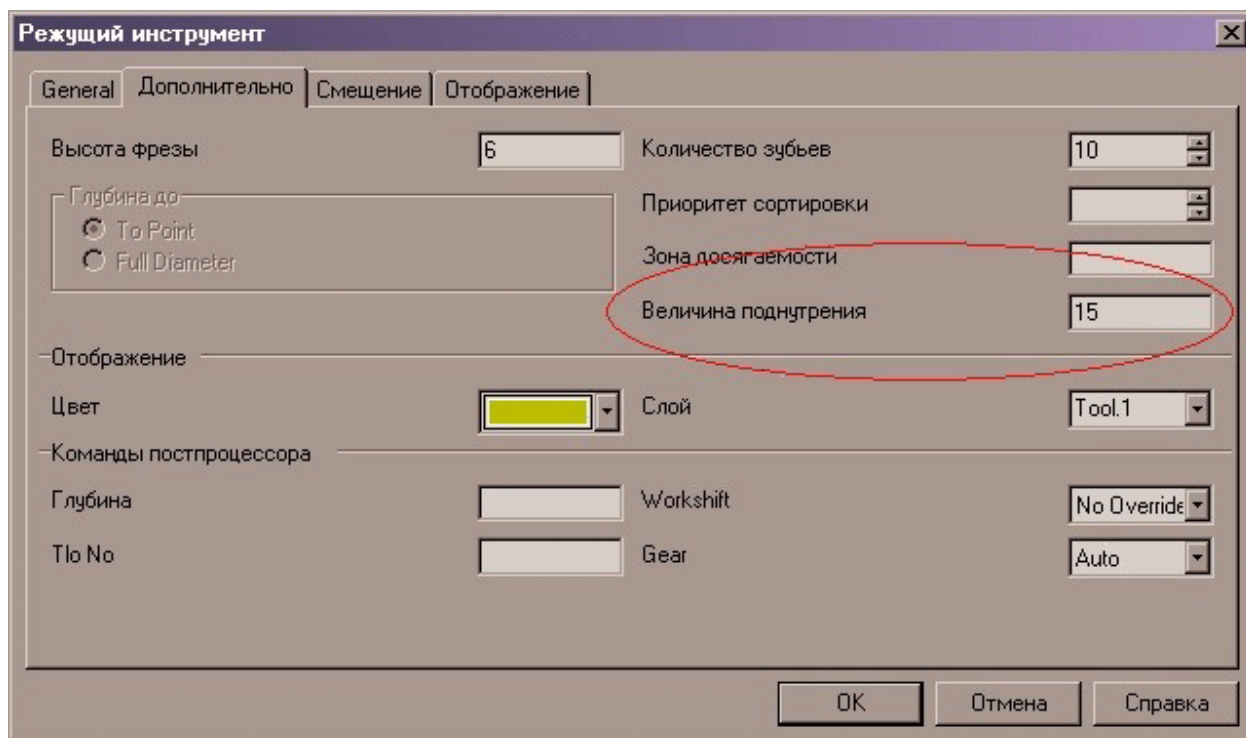 Режущий инструмент
General Дополнительно Смещение Отображение
Высота фрезы 6 Количество зубьев 10
Глубина до
To Point
Full Diameter
Приоритет сортировки
Зона досягаемости
Величина поднутрения 15
Отображение
Цвет Слой Tool.1
Команды постпроцессора
Глубина Workshift No Override
Tlo No Gear Auto
OK Отмена Справка